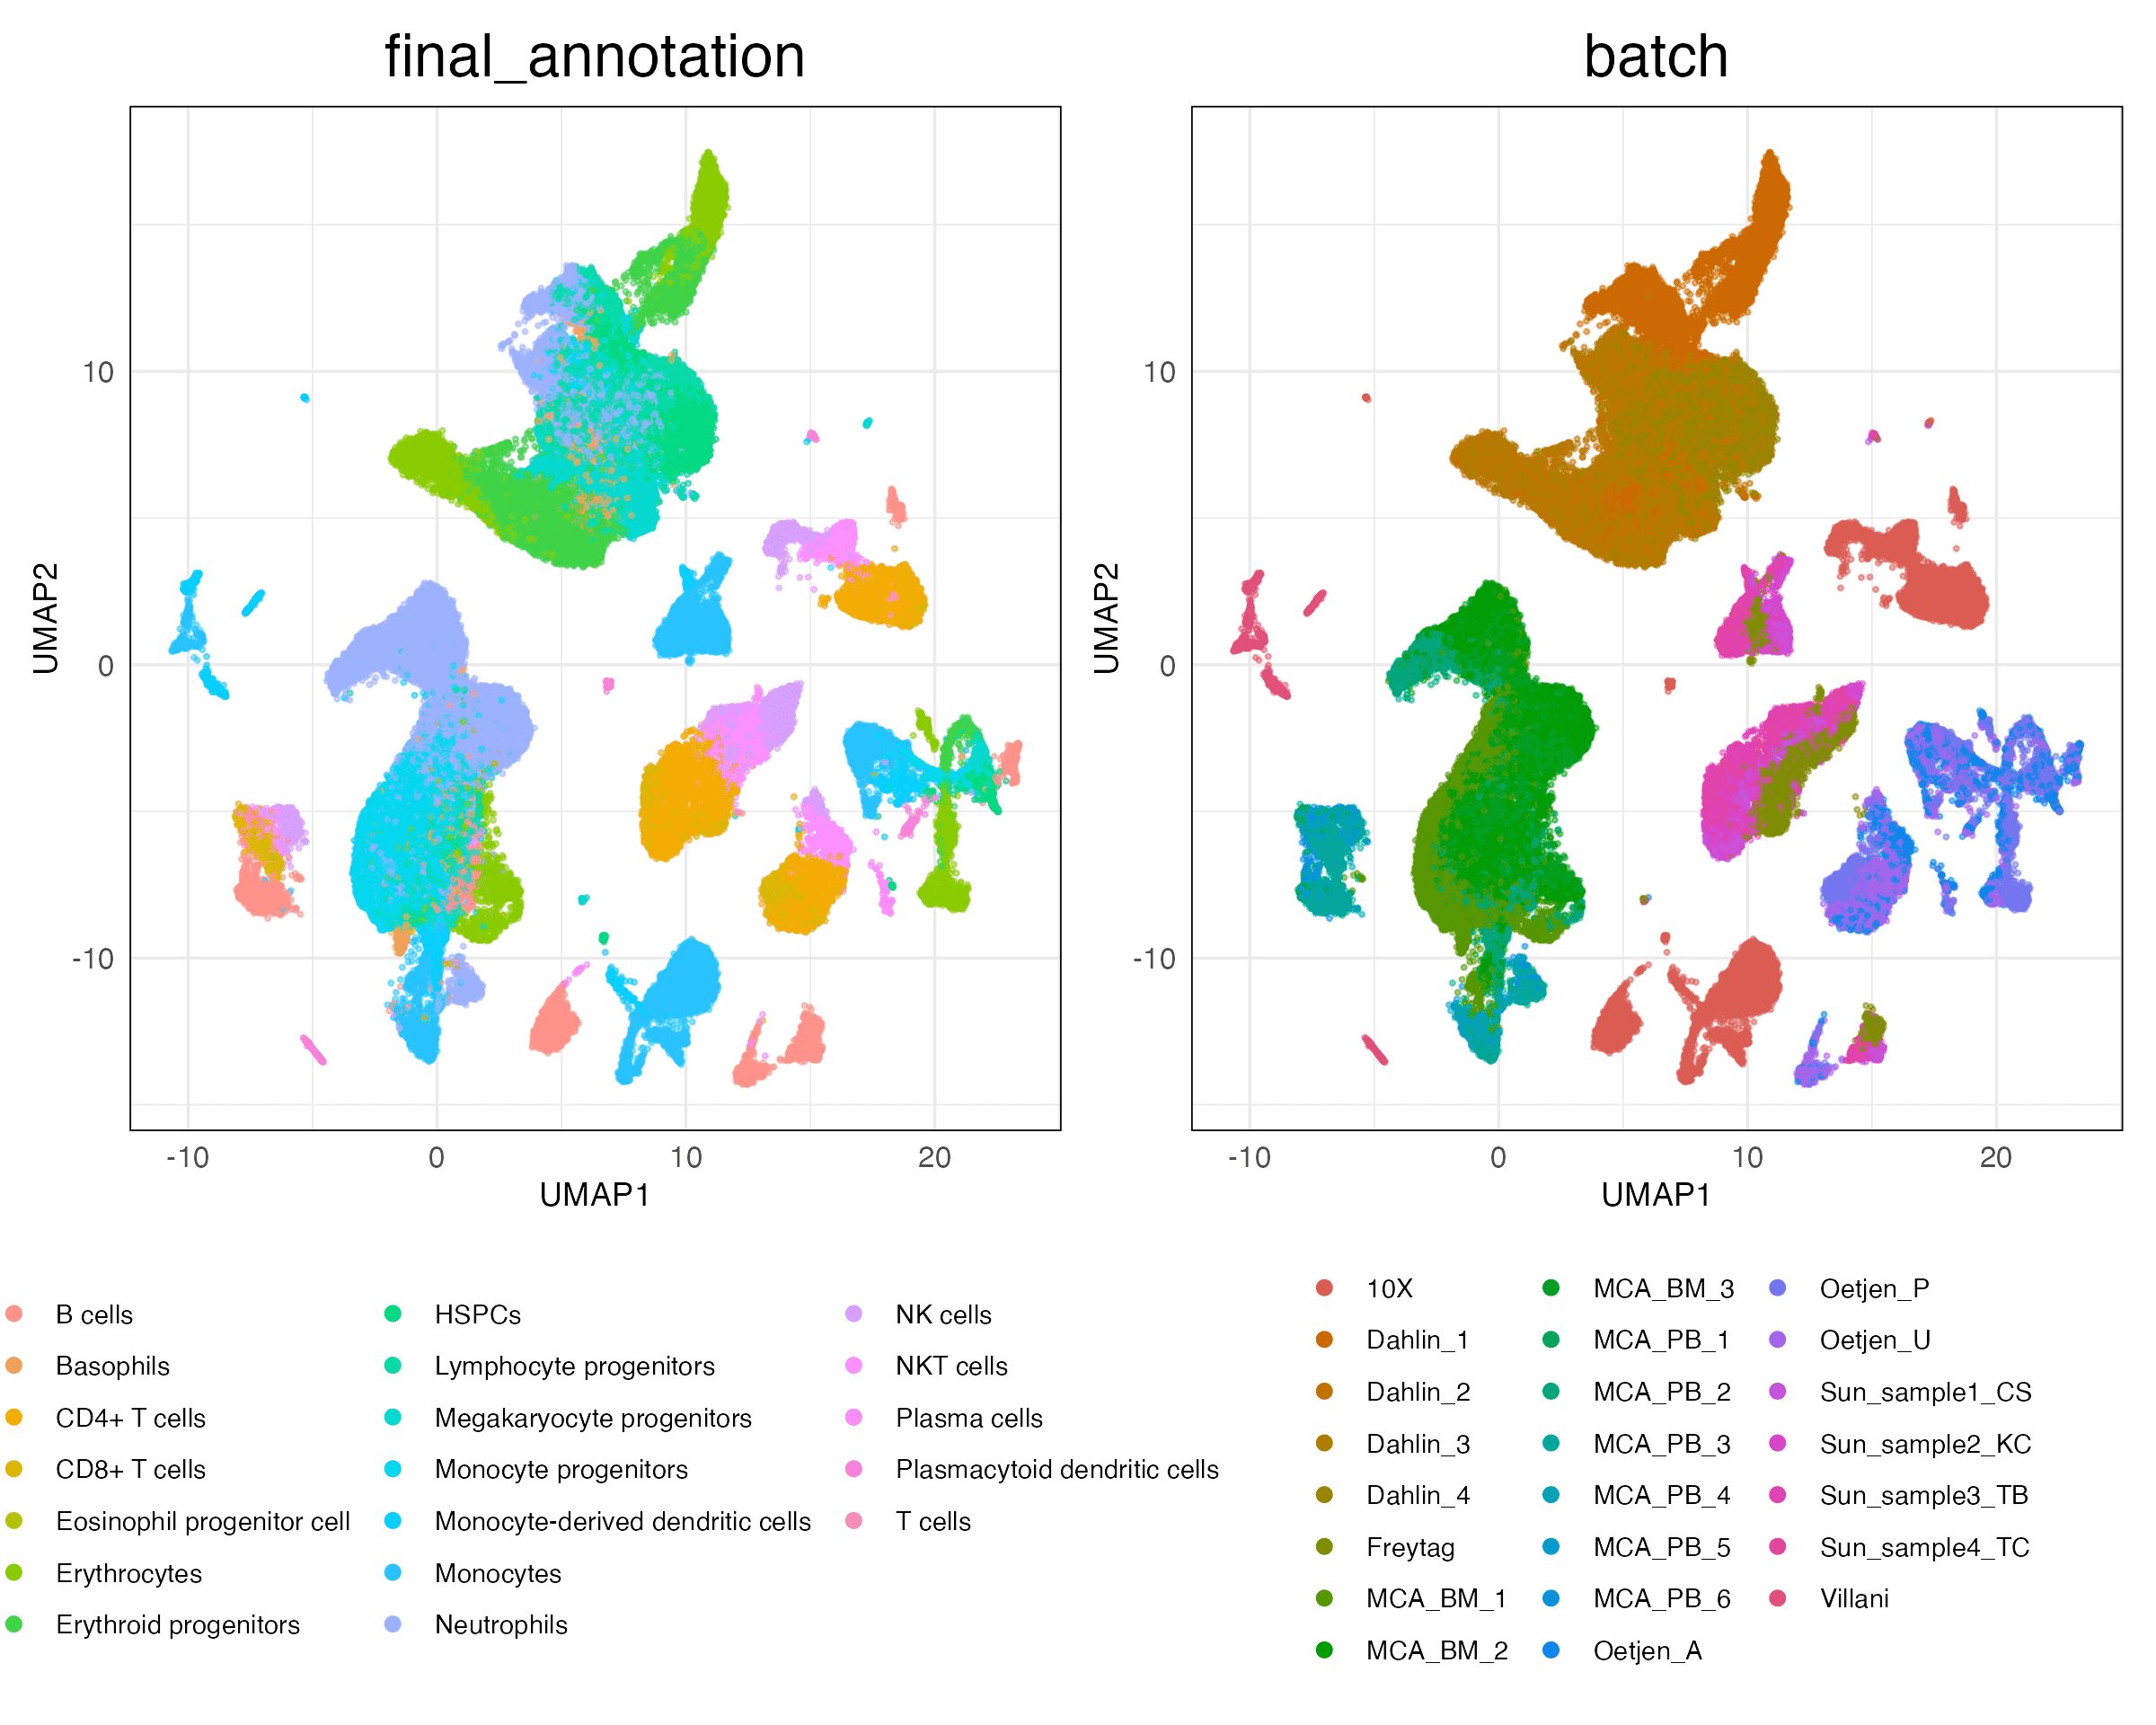 final_annotation
batch
UMAP2
10
0
-10
-10
0
10
20
UMAP1
UMAP2
10
0
-10
-10
0
10
20
UMAP1
B cells
Basophils
CD4+ T cells
CD8+ T cells
Eosinophil progenitor cell
Erythrocytes
Erythroid progenitors
HSPCs
Lymphocyte progenitors
Megakaryocyte progenitors
Monocyte progenitors
Monocyte-derived dendritic cells
Monocytes
Neutrophils
NK cells
NKT cells
Plasma cells
Plasmacytoid dendritic cells
T cells
10X
Dahlin_1
Dahlin_2
Dahlin_3
Dahlin_4
Freytag
MCA_BM_1
MCA_BM_2
MCA_BM_3
MCA_PB_1
MCA_PB_2
MCA_PB_3
MCA_PB_4
MCA_PB_5
MCA_PB_6
Oetjen_A
Oetjen_P
Oetjen_U
Sun_sample1_CS
Sun_sample2_KC
Sun_sample3_TB
Sun_sample4_TC
Villani